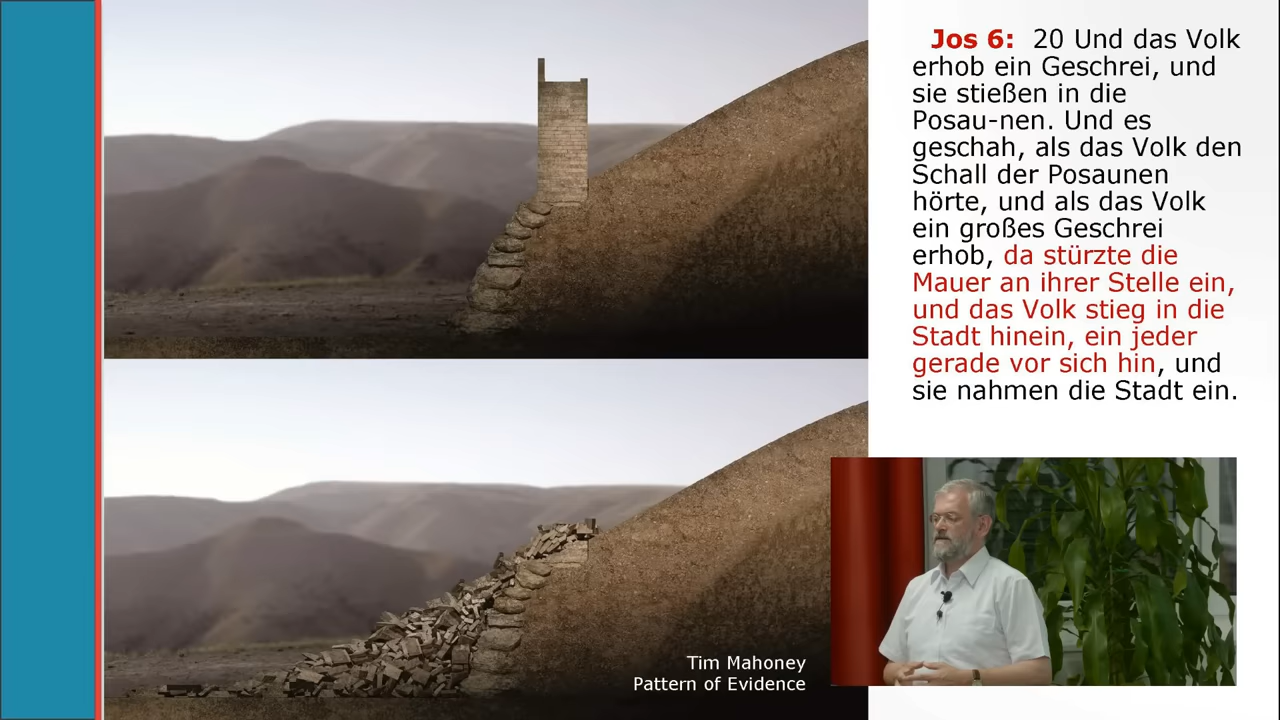 Jos 6:  20 Und das Volk
erhob ein Geschrei, und
sie stießen in die
Posau-nen. Und es
geschah, als das Volk den
Schall der Posaunen
hörte, und als das Volk
ein großes Geschrei
erhob, da stürzte die
Mauer an ihrer Stelle ein,
und das Volk stieg in die
Stadt hinein, ein jeder
gerade vor sich hin, und
sie nahmen die Stadt ein.
Tim Mahoney
Pattern of Evidence